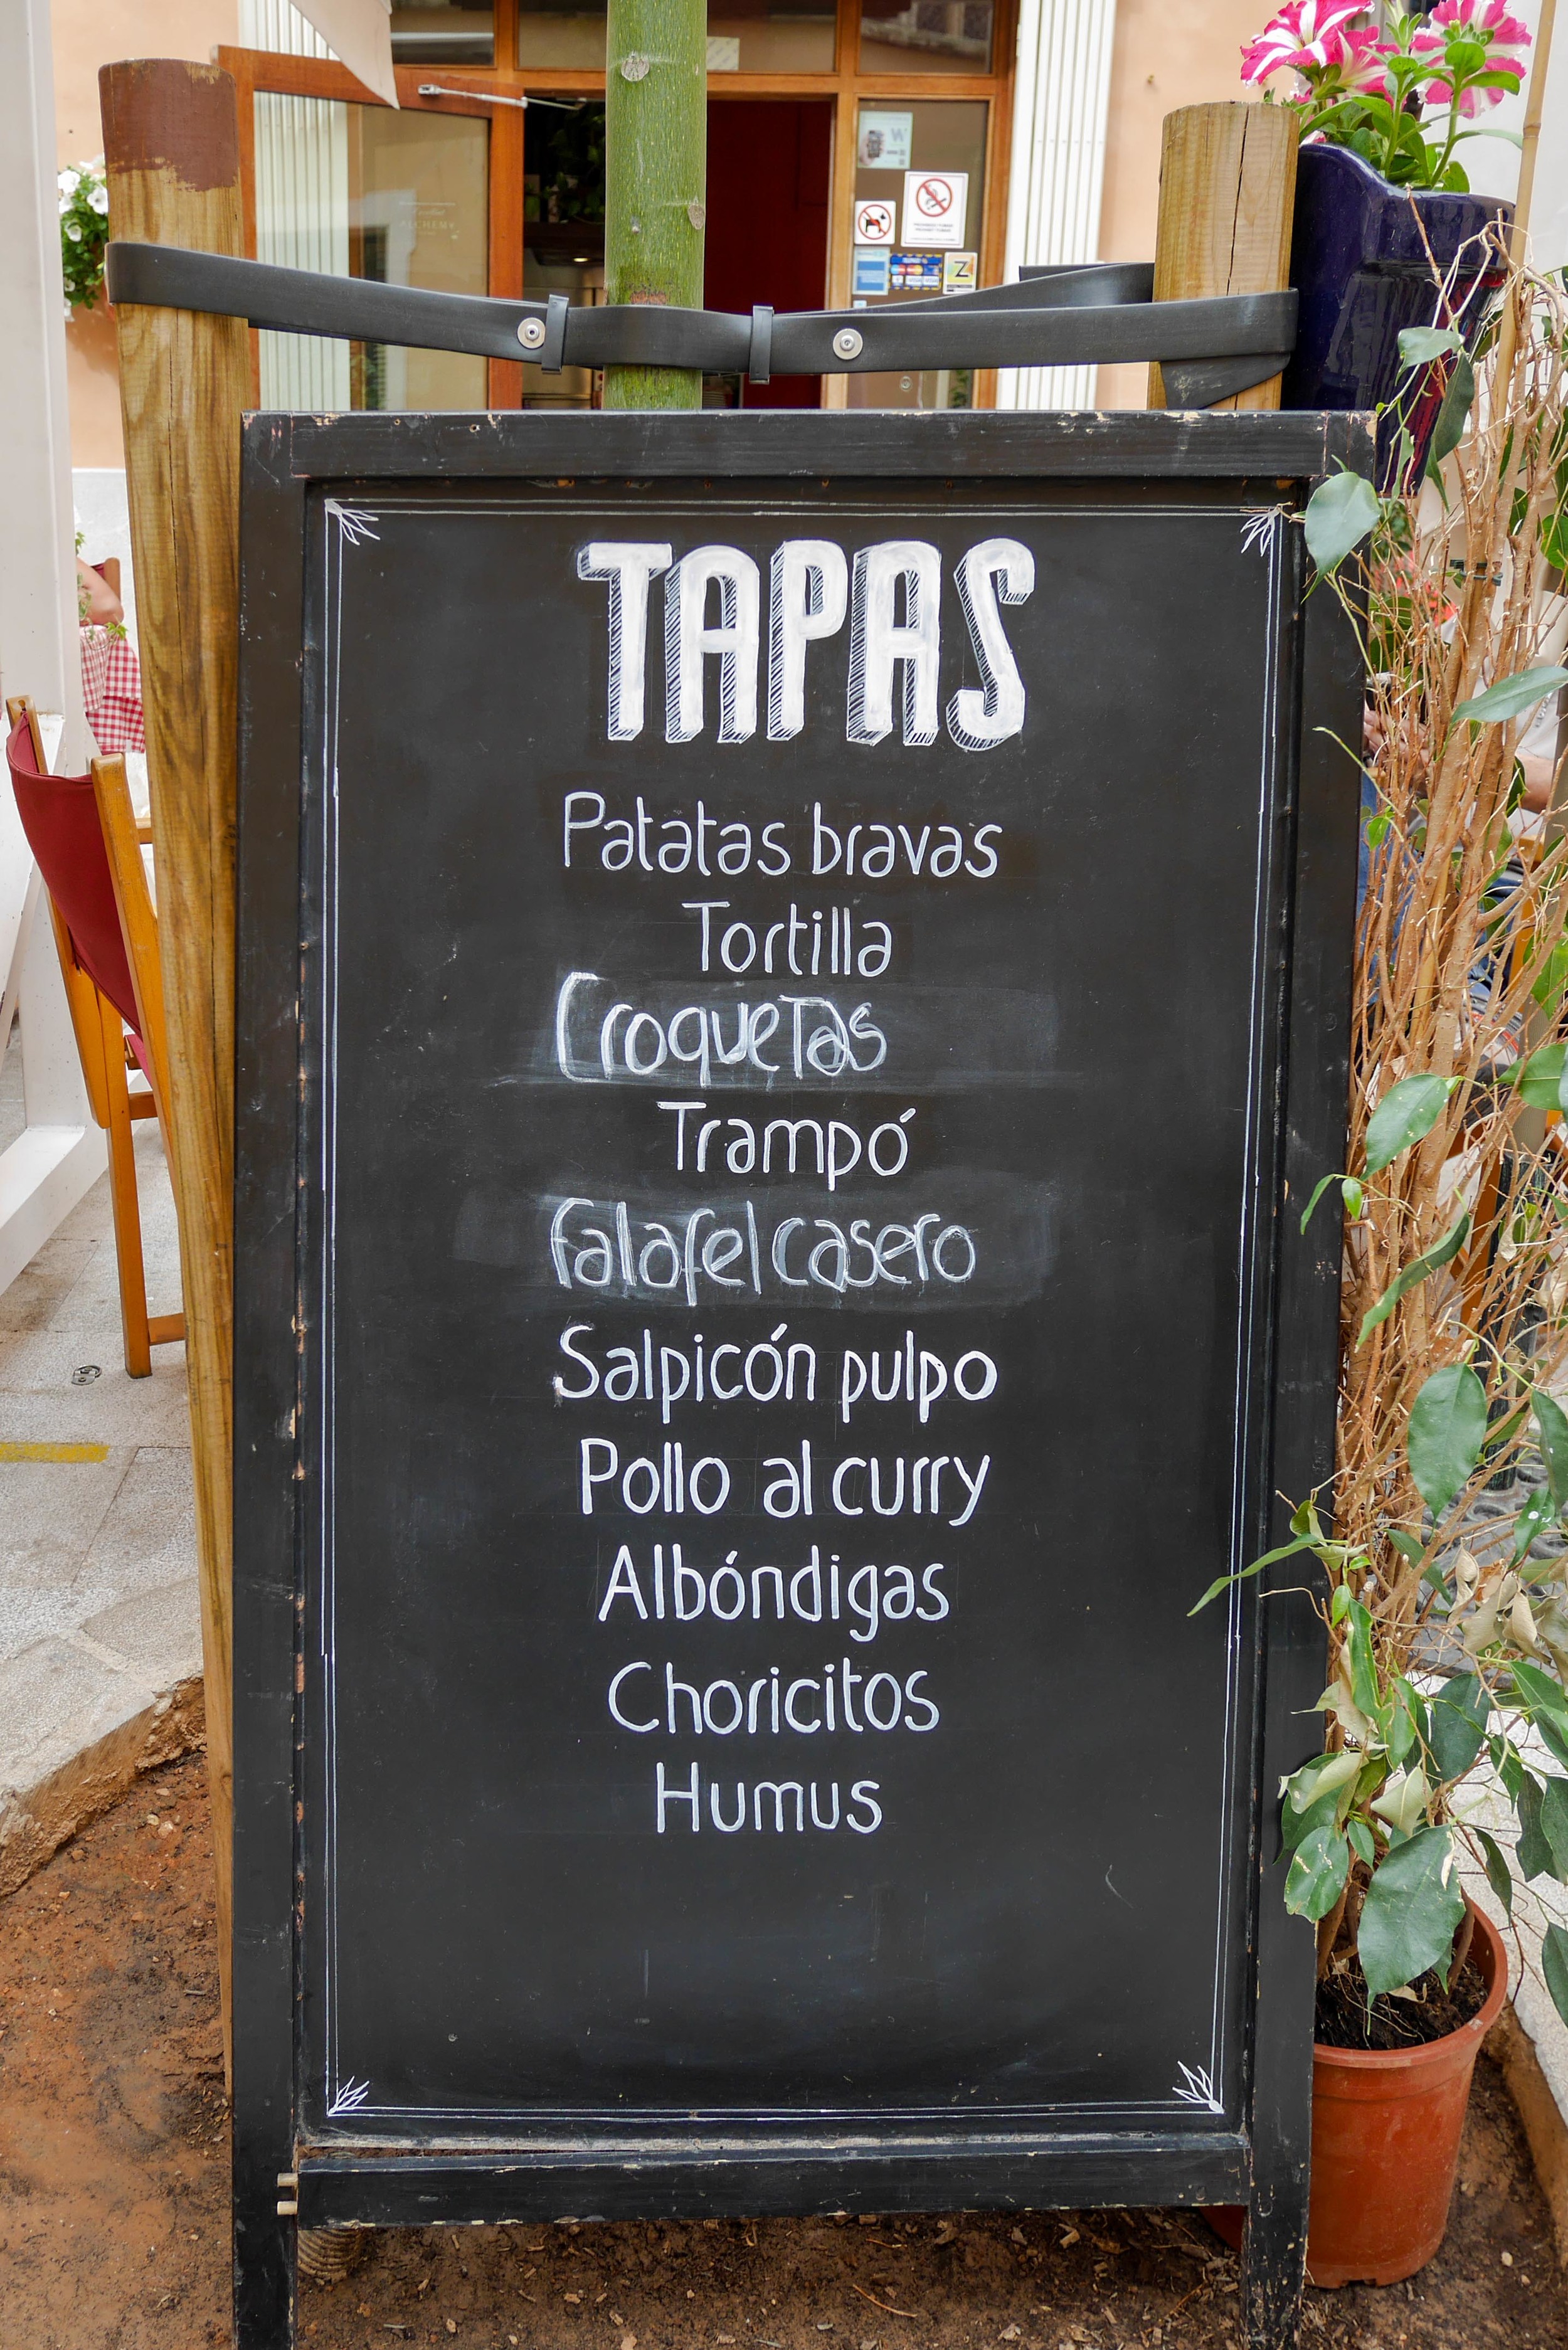 TAPAS
Patatas bravas
Tortilla
Croquetas
Trampó
falafel casero
Salpicón pulpo
Pollo al curry
Albóndigas
Choricitos
Humus